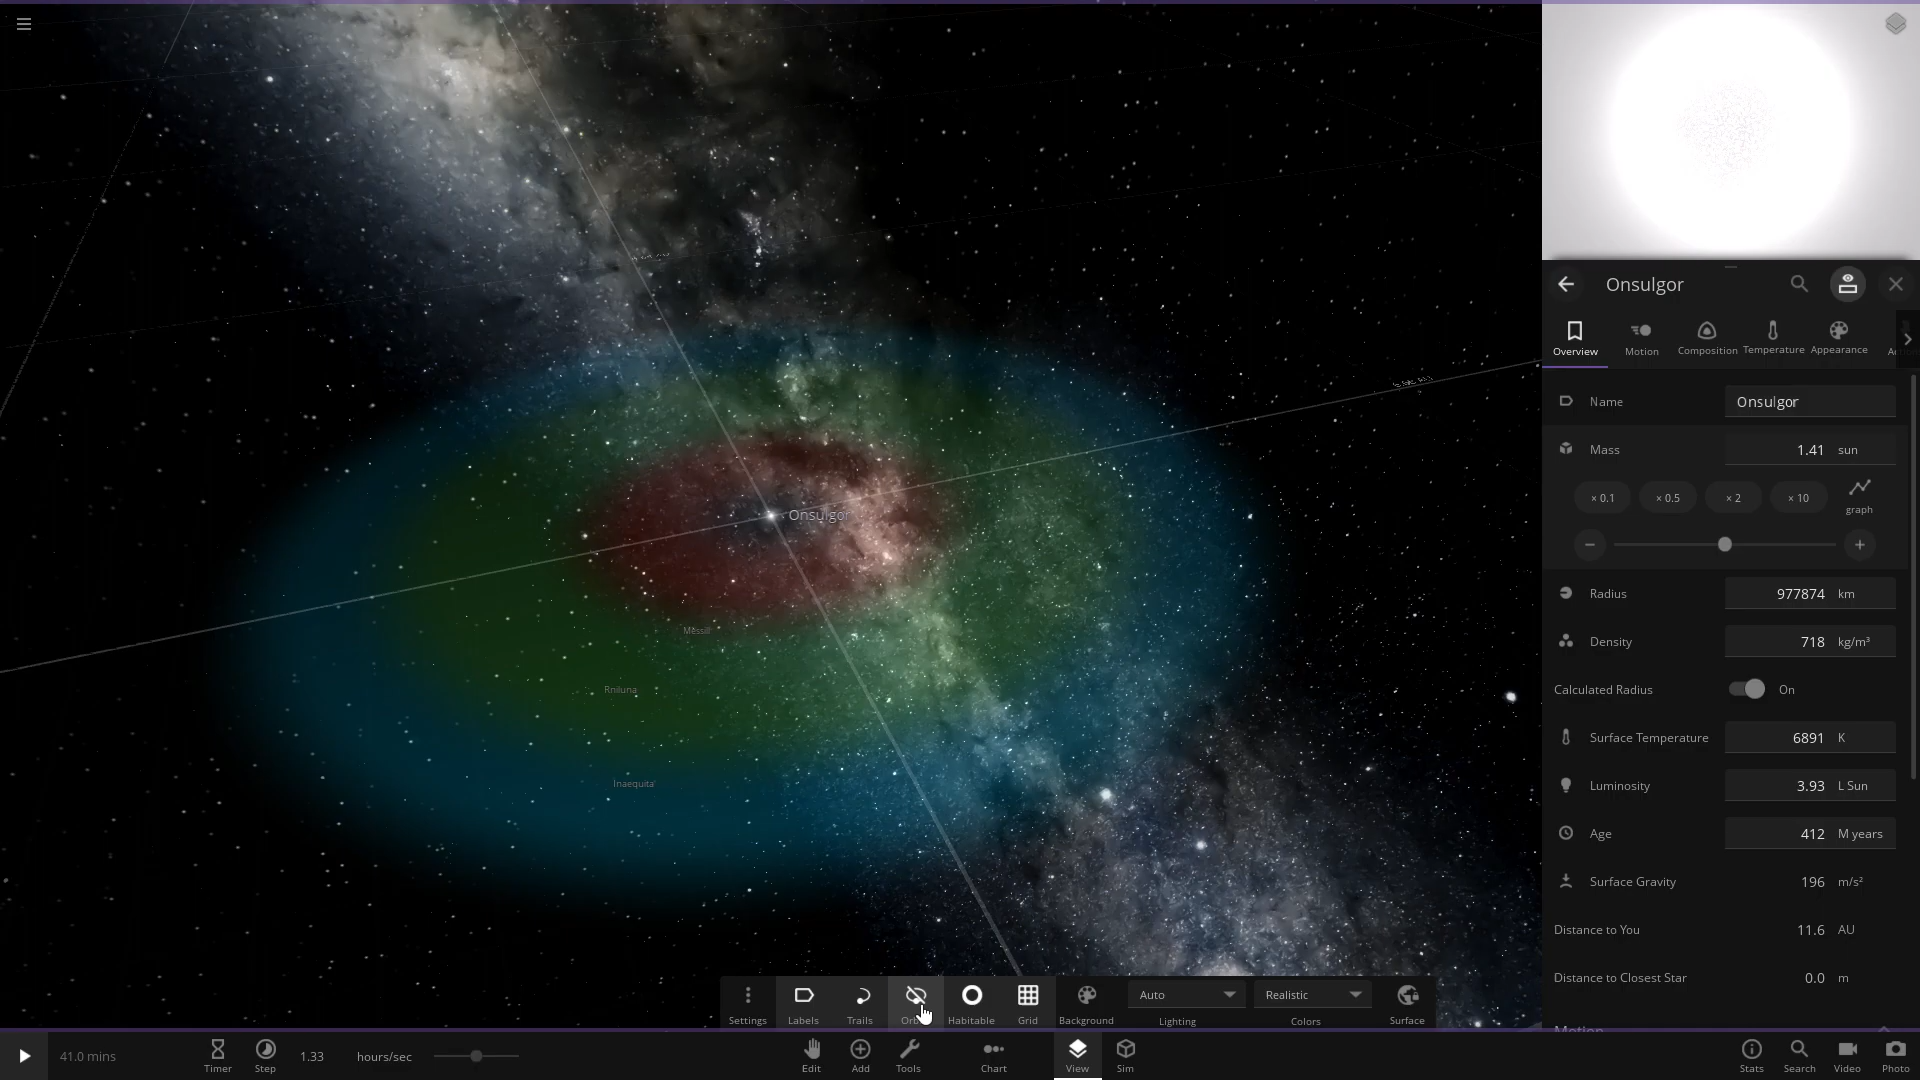 Onsulgor
Overview
Motion
Composition
Temperature
Appearance
Name
Onsulgor
Mass
1.41 sun
× 0.1
× 0.5
× 2
× 10
graph
Radius
977874 km
Density
718 kg/m³
Calculated Radius
On
Surface Temperature
6891 K
Luminosity
3.93 L Sun
Age
412 M years
Surface Gravity
196 m/s²
Distance to You
11.6 AU
Distance to Closest Star
0.0 m
Motion
Onsulgor
Messill
Rniluna
Inaequita
Settings
Labels
Trails
Habitable
Grid
Background
Auto
Lighting
Realistic
Colors
Surface
41.0 mins
Timer
Step
1.33 hours/sec
Edit
Add
Tools
Chart
View
Sim
Stats
Search
Video
Photo